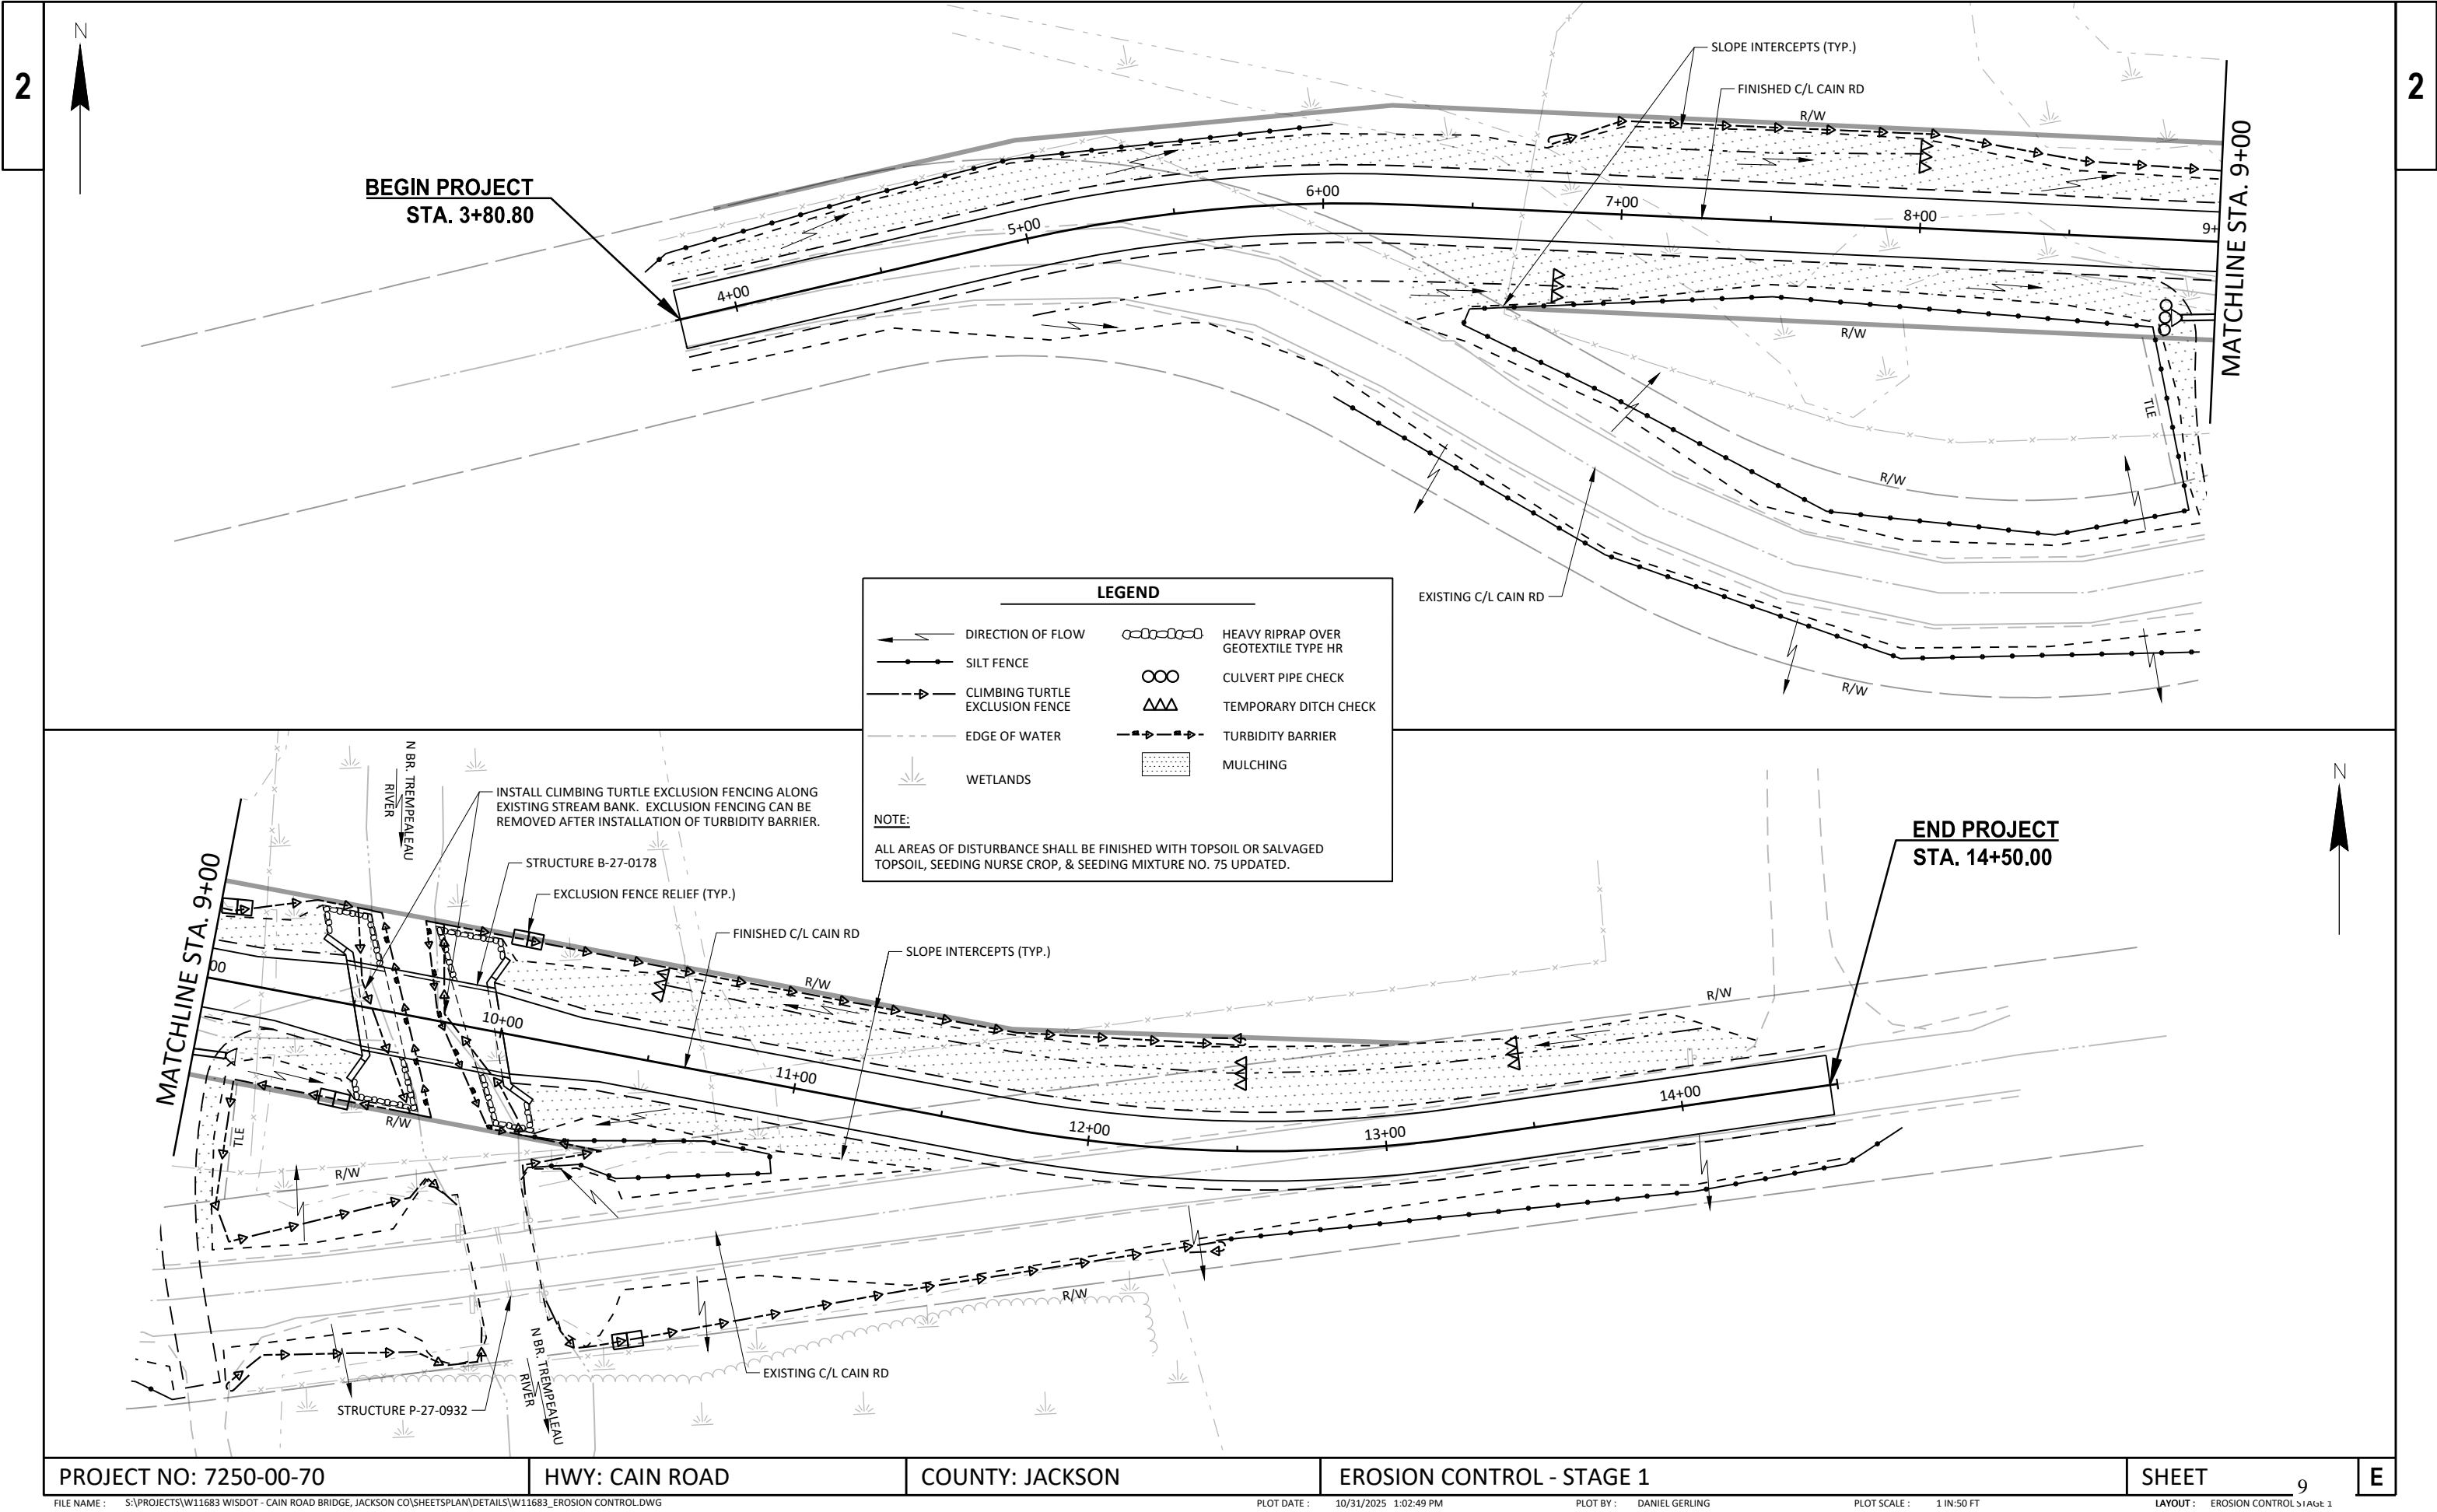 2
2
N
SLOPE INTERCEPTS (TYP.)
FINISHED C/L CAIN RD
R/W
BEGIN PROJECT
STA. 3+80.80
4+00
5+00
6+00
7+00
8+00
9+
MATCHLINE STA. 9+00
R/W
TLE
R/W
EXISTING C/L CAIN RD
R/W
LEGEND
DIRECTION OF FLOW
SILT FENCE
CLIMBING TURTLE
EXCLUSION FENCE
EDGE OF WATER
WETLANDS
HEAVY RIPRAP OVER
GEOTEXTILE TYPE HR
CULVERT PIPE CHECK
TEMPORARY DITCH CHECK
TURBIDITY BARRIER
MULCHING
NOTE:
ALL AREAS OF DISTURBANCE SHALL BE FINISHED WITH TOPSOIL OR SALVAGED
TOPSOIL, SEEDING NURSE CROP, & SEEDING MIXTURE NO. 75 UPDATED.
N BR. TREMPEALEAU
RIVER
INSTALL CLIMBING TURTLE EXCLUSION FENCING ALONG
EXISTING STREAM BANK. EXCLUSION FENCING CAN BE
REMOVED AFTER INSTALLATION OF TURBIDITY BARRIER.
STRUCTURE B-27-0178
EXCLUSION FENCE RELIEF (TYP.)
FINISHED C/L CAIN RD
SLOPE INTERCEPTS (TYP.)
N
END PROJECT
STA. 14+50.00
MATCHLINE STA. 9+00
00
10+00
11+00
12+00
13+00
14+00
R/W
R/W
R/W
TLE
R/W
R/W
EXISTING C/L CAIN RD
STRUCTURE P-27-0932
N BR. TREMPEALEAU
RIVER
PROJECT NO: 7250-00-70
HWY: CAIN ROAD
COUNTY: JACKSON
EROSION CONTROL - STAGE 1
SHEET 9
E
FILE NAME : S:\PROJECTS\W11683 WISDOT - CAIN ROAD BRIDGE, JACKSON CO\SHEETSPLAN\DETAILS\W11683_EROSION CONTROL.DWG
PLOT DATE : 10/31/2025 1:02:49 PM
PLOT BY : DANIEL GERLING
PLOT SCALE : 1 IN:50 FT
LAYOUT : EROSION CONTROL STAGE 1